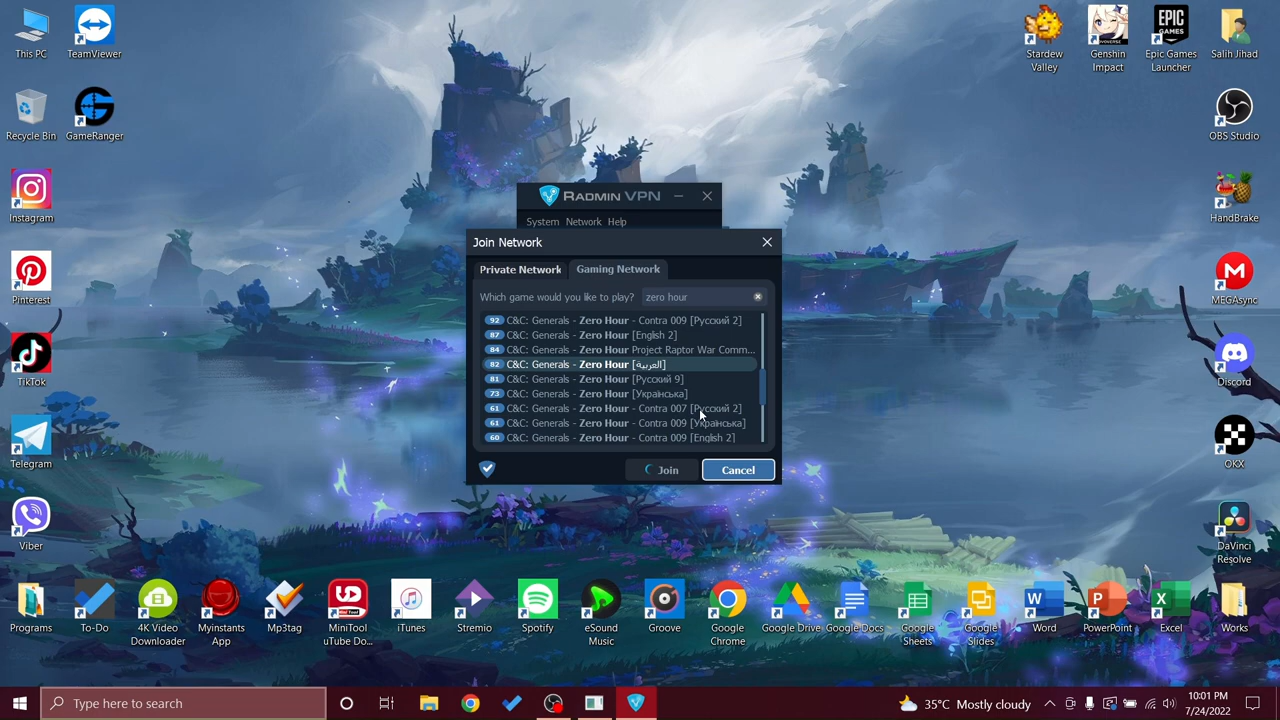 This PC
TeamViewer
Stardew Valley
Genshin Impact
EPIC GAMES
Epic Games Launcher
Salih Jihad
Recycle Bin
GameRanger
OBS Studio
Instagram
HandBrake
Pinterest
MEGAsync
TikTok
Discord
Telegram
OKX
Viber
DaVinci Resolve
RADMIN VPN
System Network Help
Join Network
Private Network Gaming Network
Which game would you like to play? zero hour
92 C&C: Generals - Zero Hour - Contra 009 [Русский 2]
87 C&C: Generals - Zero Hour [English 2]
84 C&C: Generals - Zero Hour Project Raptor War Comm...
82 C&C: Generals - Zero Hour [العربية]
81 C&C: Generals - Zero Hour [Русский 9]
73 C&C: Generals - Zero Hour [Українська]
61 C&C: Generals - Zero Hour - Contra 007 [Русский 2]
61 C&C: Generals - Zero Hour - Contra 009 [Українська]
60 C&C: Generals - Zero Hour - Contra 009 [English 2]
Join Cancel
Programs
To-Do
4K Video Downloader
Myinstants App
Mp3tag
MiniTool uTube Do...
iTunes
Stremio
Spotify
eSound Music
Groove
Google Chrome
Google Drive
Google Docs
Google Sheets
Google Slides
Word
PowerPoint
Excel
Works
Type here to search
35°C Mostly cloudy
10:01 PM
7/24/2022